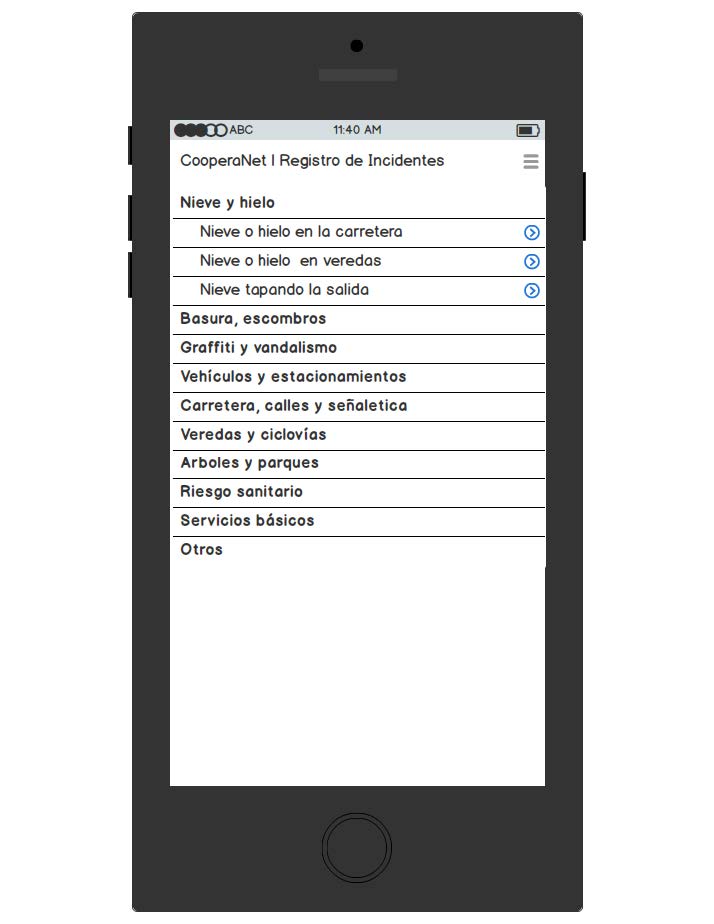 ABC 11:40 AM
CooperaNet | Registro de Incidentes
Nieve y hielo
Nieve o hielo en la carretera
Nieve o hielo  en veredas
Nieve tapando la salida
Basura, escombros
Graffiti y vandalismo
Vehículos y estacionamientos
Carretera, calles y señaletica
Veredas y ciclovías
Arboles y parques
Riesgo sanitario
Servicios básicos
Otros